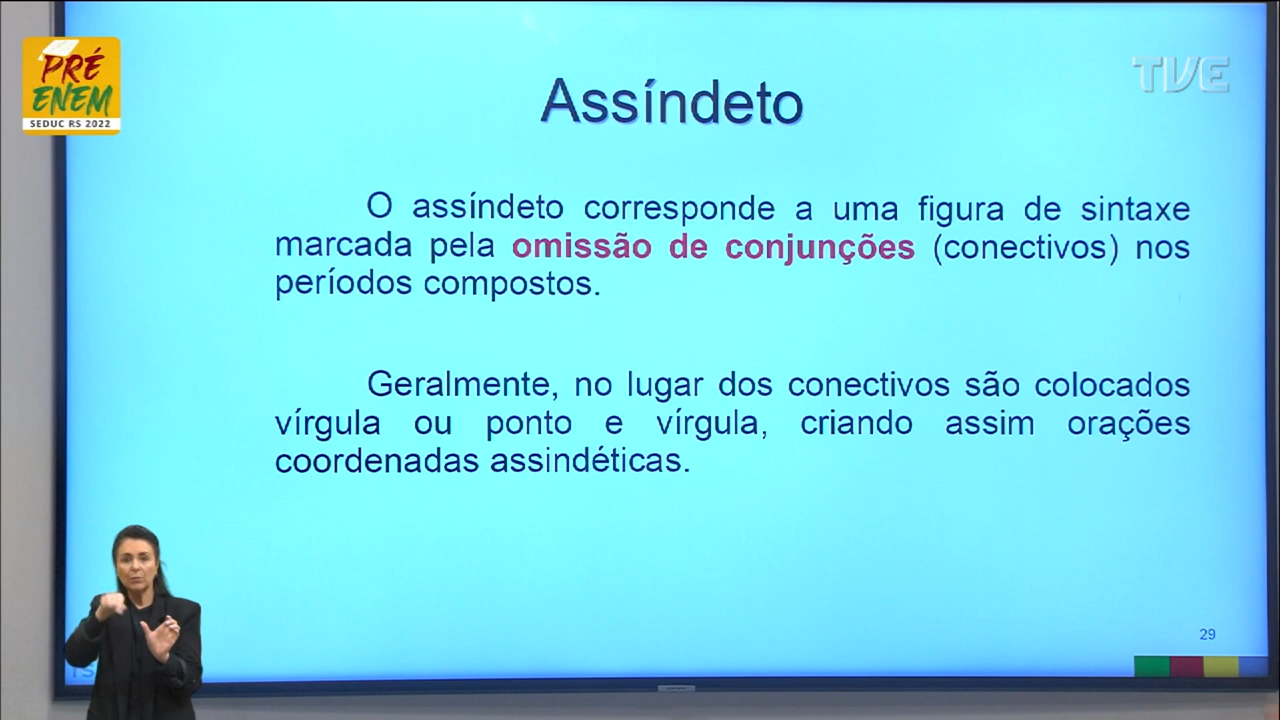 PRÉ
ENEM
SEDUC RS 2022
TVE
Assíndeto
O assíndeto corresponde a uma figura de sintaxe
marcada pela omissão de conjunções (conectivos) nos
períodos compostos.
Geralmente, no lugar dos conectivos são colocados
vírgula ou ponto e vírgula, criando assim orações
coordenadas assindéticas.
29